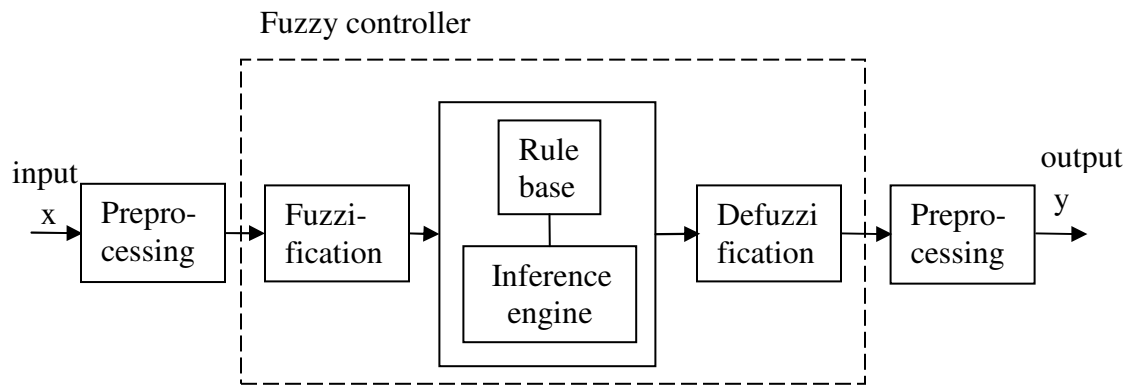 Fuzzy controller
input
x
Prepro-
cessing
Fuzzi-
fication
Rule
base
Inference
engine
Defuzzi
fication
Prepro-
cessing
output
y